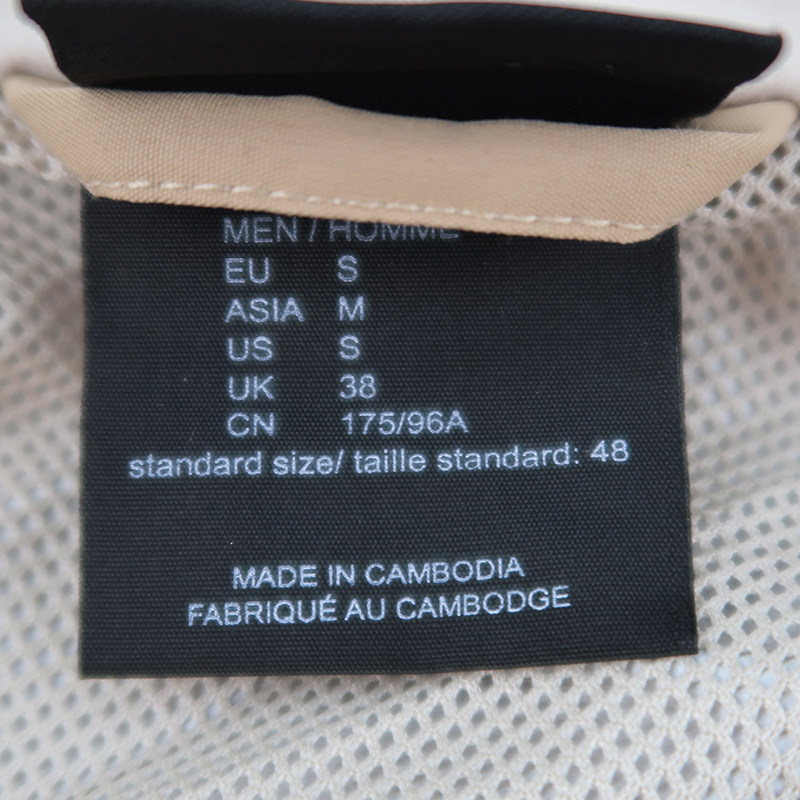 MEN / HOMME
EU S
ASIA M
US S
UK 38
CN 175/96A
standard size/ taille standard: 48
MADE IN CAMBODIA
FABRIQUÉ AU CAMBODGE